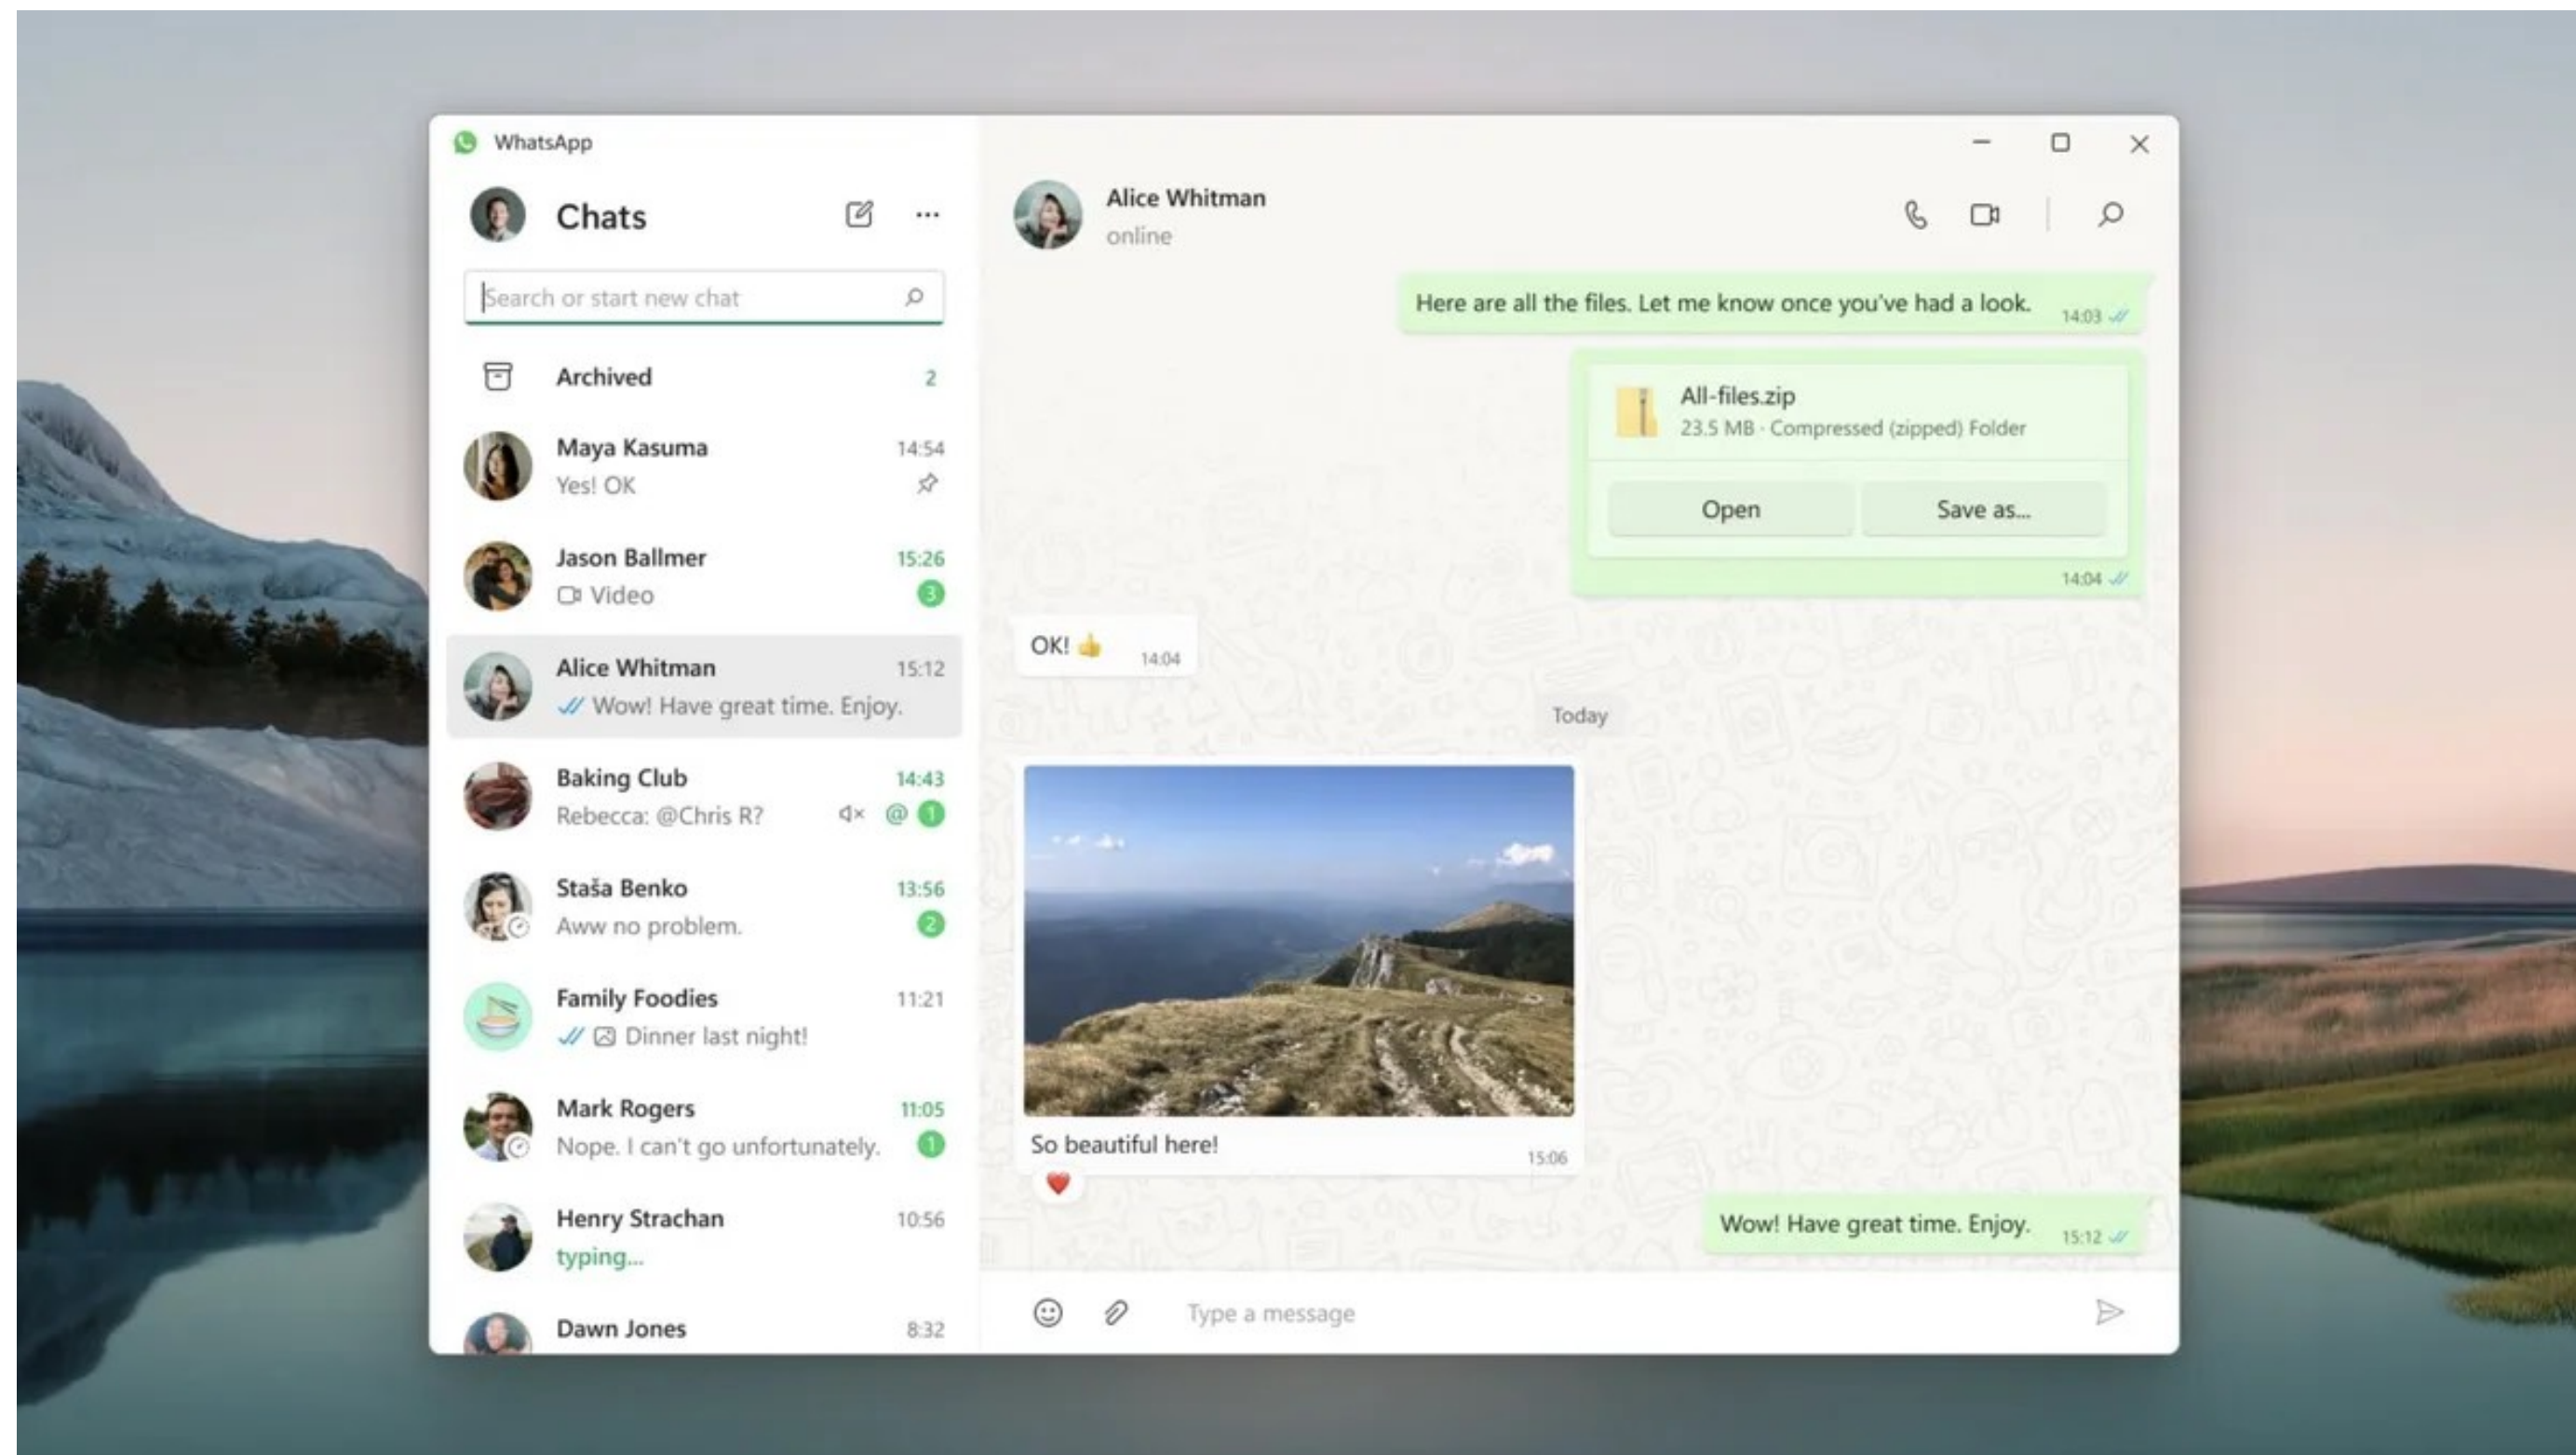 WhatsApp
Chats
Search or start new chat
Archived 2
Maya Kasuma 14:54
Yes! OK
Jason Ballmer 15:26
Video 3
Alice Whitman 15:12
Wow! Have great time. Enjoy.
Baking Club 14:43
Rebecca: @Chris R? @ 1
Staša Benko 13:56
Aww no problem. 2
Family Foodies 11:21
Dinner last night!
Mark Rogers 11:05
Nope. I can't go unfortunately. 1
Henry Strachan 10:56
typing...
Dawn Jones 8:32
Alice Whitman
online
Here are all the files. Let me know once you've had a look. 14:03
All-files.zip
23.5 MB · Compressed (zipped) Folder
Open Save as...
14:04
OK! 👍 14:04
Today
So beautiful here! 15:06
❤️
Wow! Have great time. Enjoy. 15:12
Type a message